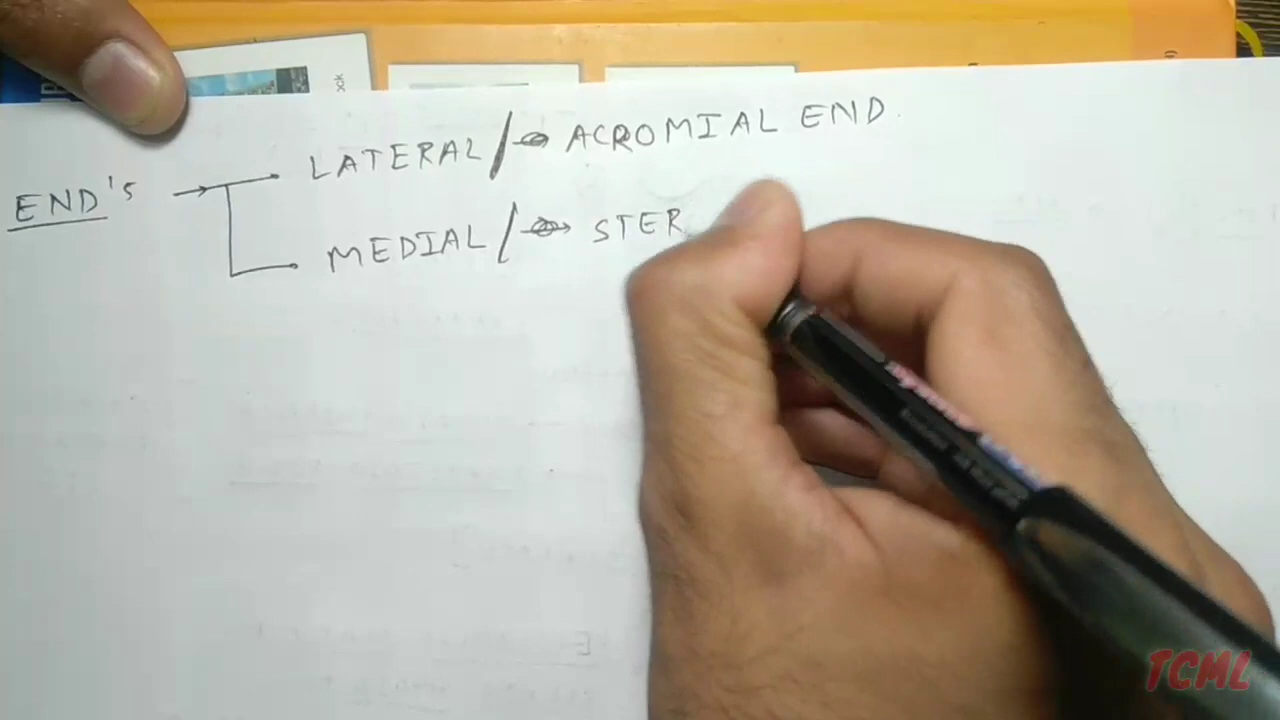 LATERAL / ACROMIAL END.
END's →
MEDIAL / STER
TCML